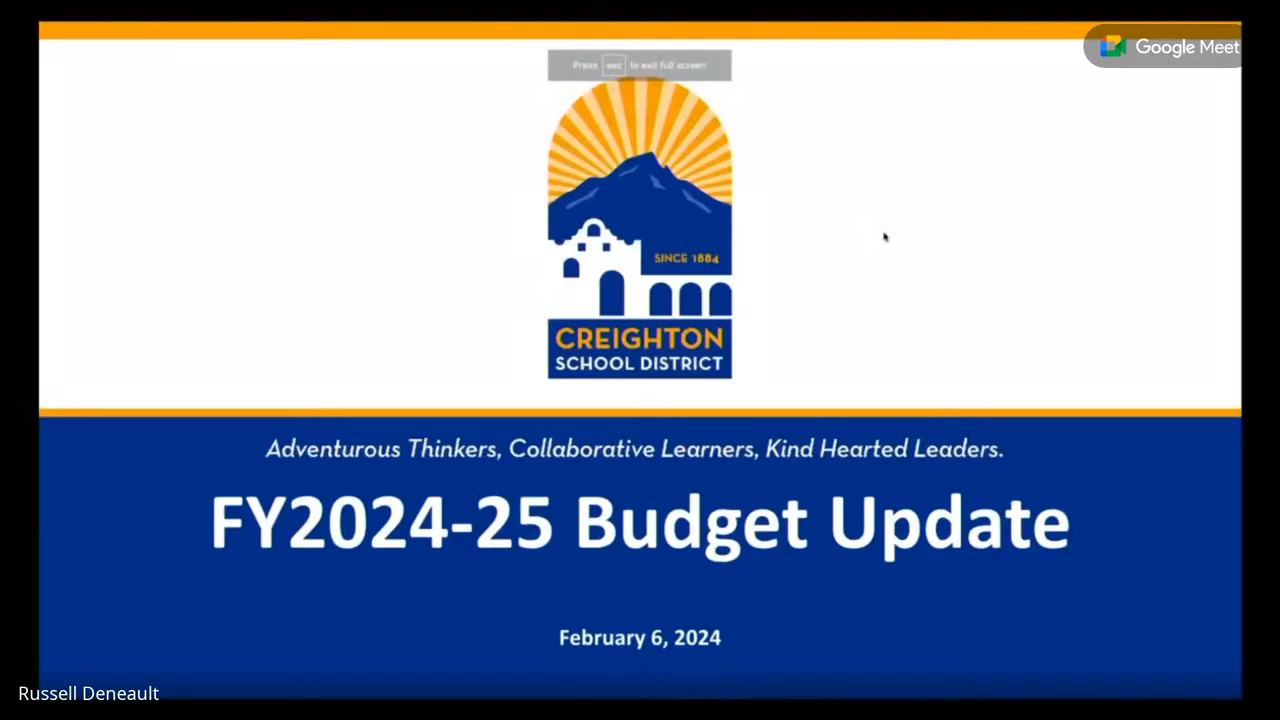 Google Meet
Press esc to exit full screen
SINCE 1884
CREIGHTON
SCHOOL DISTRICT
Adventurous Thinkers, Collaborative Learners, Kind Hearted Leaders.
FY2024-25 Budget Update
February 6, 2024
Russell Deneault